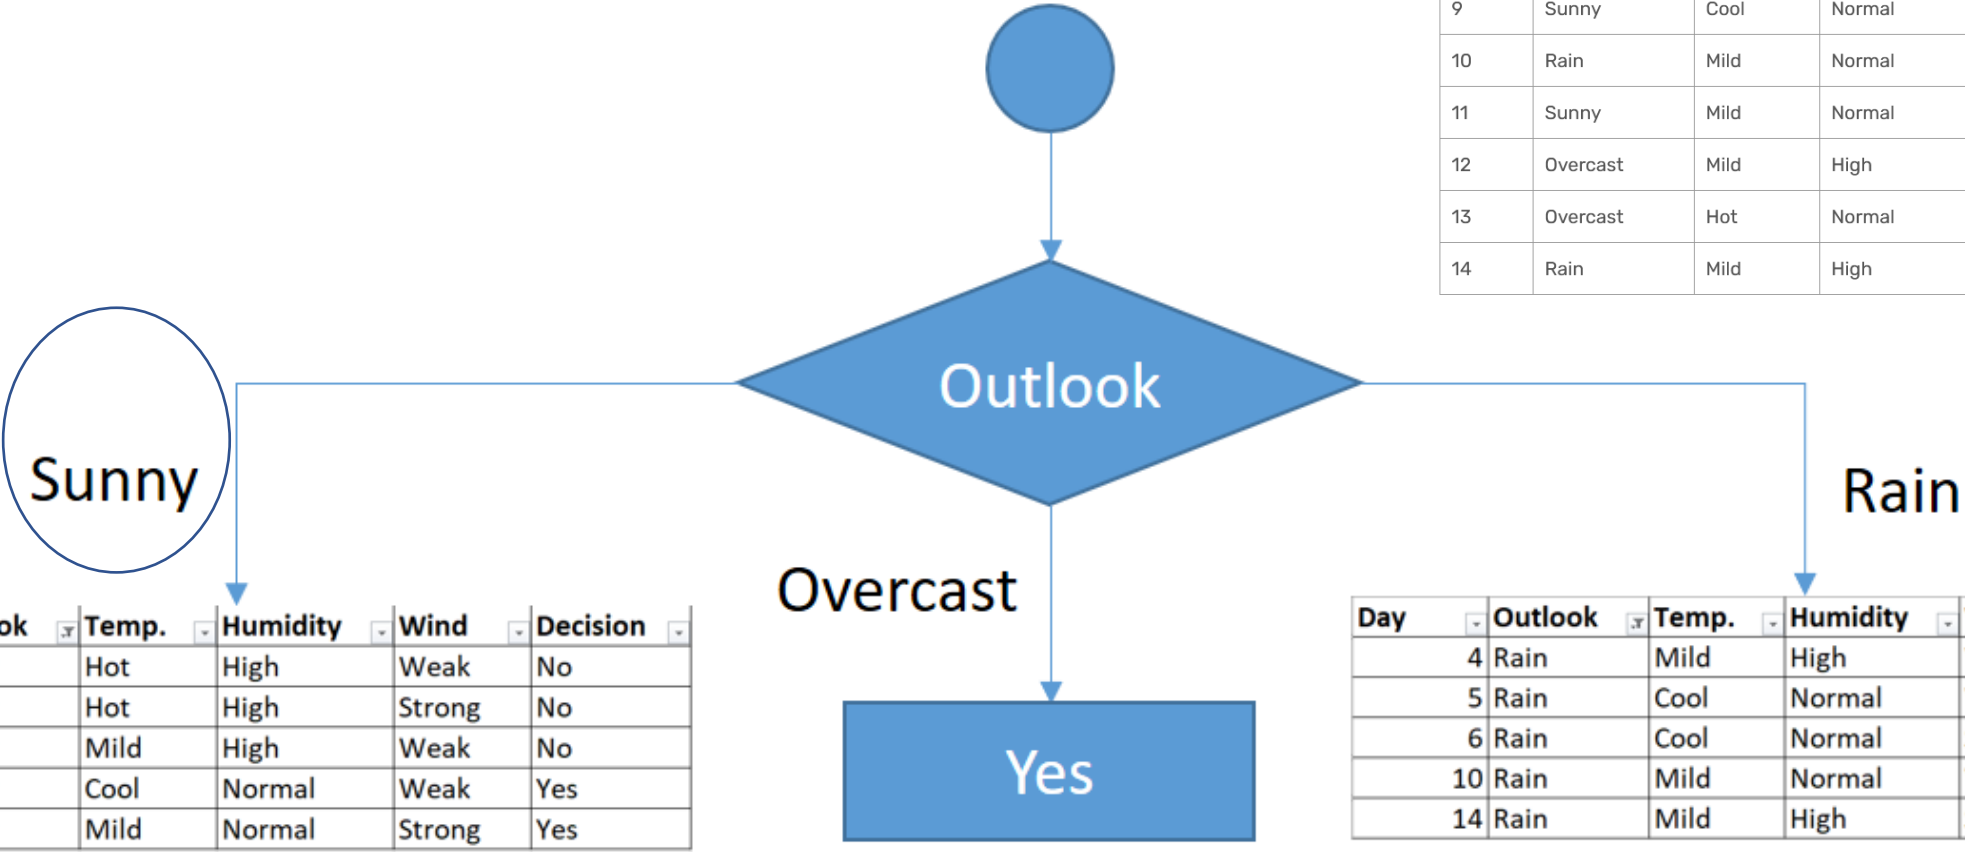 9 Sunny Cool Normal
10 Rain Mild Normal
11 Sunny Mild Normal
12 Overcast Mild High
13 Overcast Hot Normal
14 Rain Mild High
Outlook
Sunny
Rain
Overcast
ok Temp. Humidity Wind Decision
Hot High Weak No
Hot High Strong No
Mild High Weak No
Cool Normal Weak Yes
Mild Normal Strong Yes
Yes
Day Outlook Temp. Humidity
4 Rain Mild High
5 Rain Cool Normal
6 Rain Cool Normal
10 Rain Mild Normal
14 Rain Mild High